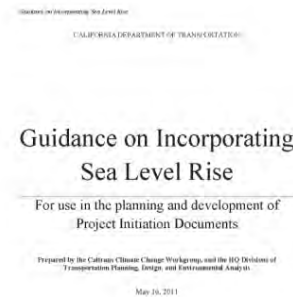 Guidance on Incorporating Sea Level Rise
CALIFORNIA DEPARTMENT OF TRANSPORTATION
Guidance on Incorporating
Sea Level Rise
For use in the planning and development of
Project Initiation Documents
Prepared by the Caltrans Climate Change Workgroup, and the HQ Divisions of
Transportation Planning, Design, and Environmental Analysis
May 16, 2011